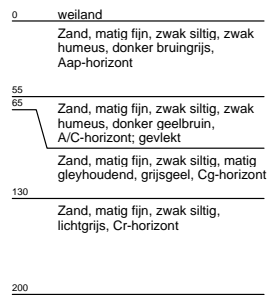 0 weiland
Zand, matig fijn, zwak siltig, zwak
humeus, donker bruingrijs,
Aap-horizont
55
65 Zand, matig fijn, zwak siltig, zwak
humeus, donker geelbruin,
A/C-horizont; gevlekt
Zand, matig fijn, zwak siltig, matig
gleyhoudend, grijsgeel, Cg-horizont
130
Zand, matig fijn, zwak siltig,
lichtgrijs, Cr-horizont
200